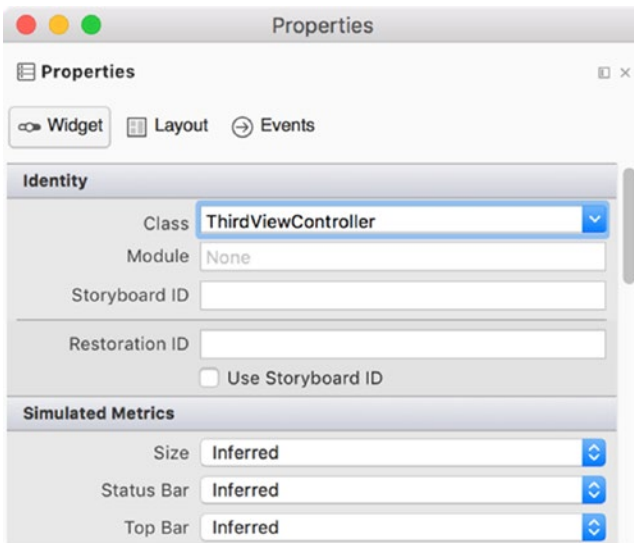 Properties
Properties
Widget Layout Events
Identity
Class ThirdViewController
Module None
Storyboard ID
Restoration ID
Use Storyboard ID
Simulated Metrics
Size Inferred
Status Bar Inferred
Top Bar Inferred